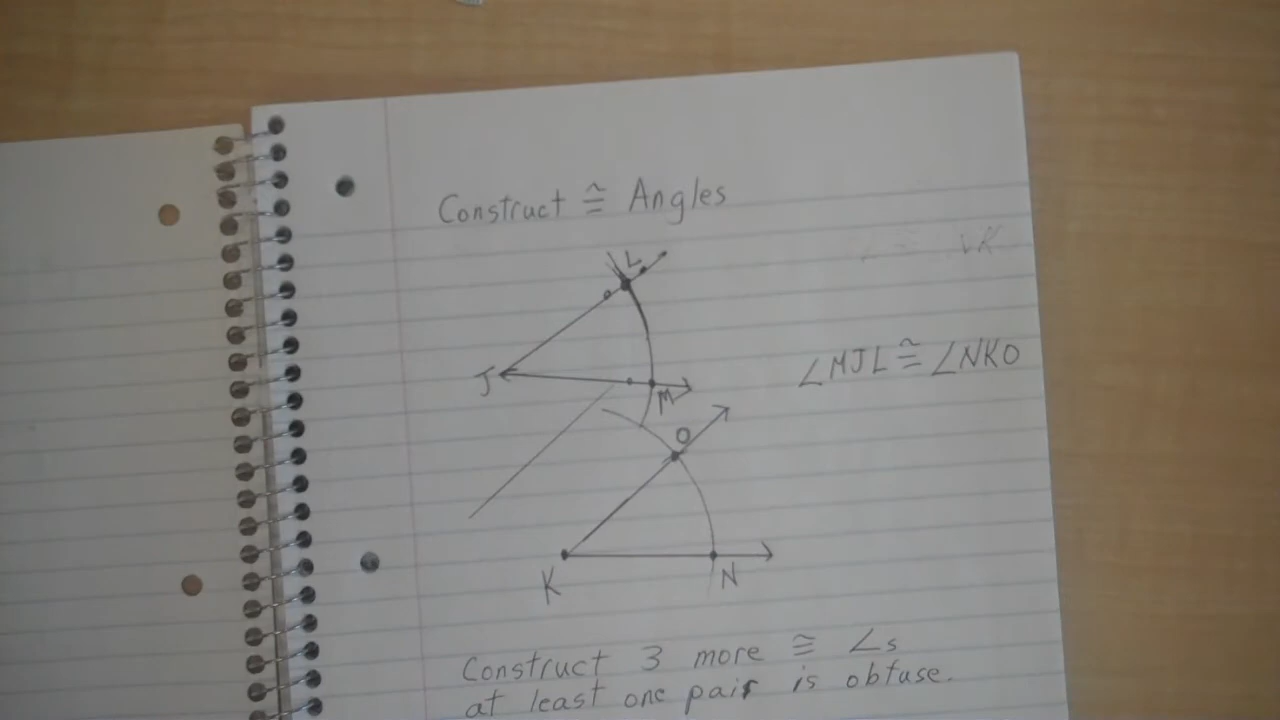 Construct ≅ Angles
L
J
M
∠MJL ≅ ∠NKO
O
K
N
Construct 3 more ≅ ∠s
at least one pair is obtuse.